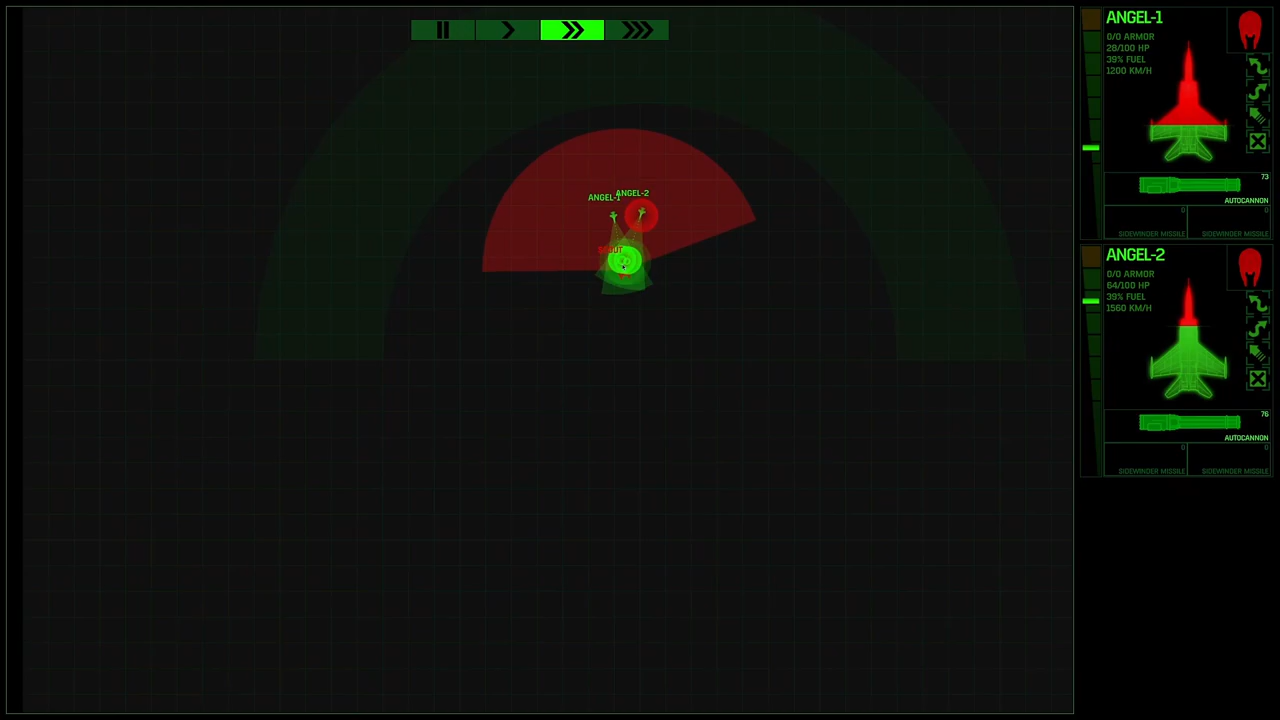 ANGEL-1
0/0 ARMOR
28/100 HP
39% FUEL
1200 KM/H
73
AUTOCANNON
0
0
SIDEWINDER MISSILE
SIDEWINDER MISSILE
ANGEL-2
0/0 ARMOR
64/100 HP
39% FUEL
1560 KM/H
76
AUTOCANNON
0
0
SIDEWINDER MISSILE
SIDEWINDER MISSILE
ANGEL-1
ANGEL-2
SCOUT